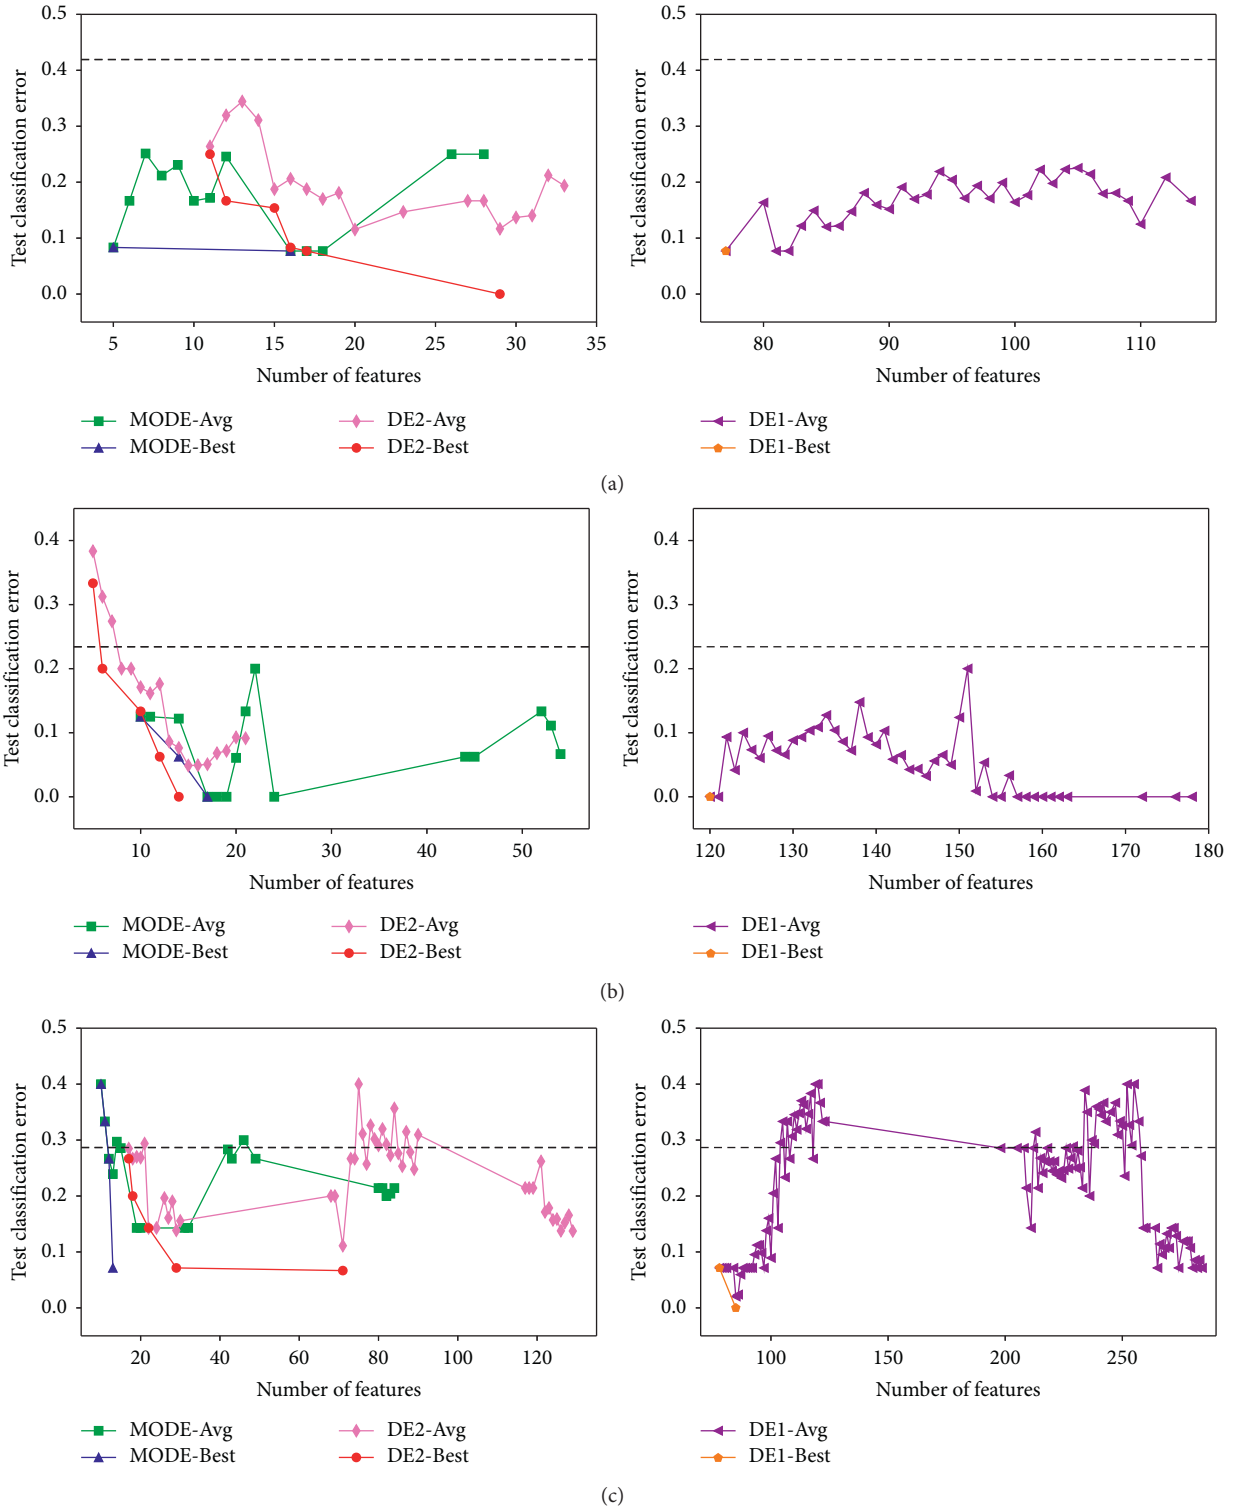 0.5
0.4
0.3
0.2
0.1
0.0
Test classification error
5 10 15 20 25 30 35
Number of features
MODE-Avg
MODE-Best
DE2-Avg
DE2-Best
0.5
0.4
0.3
0.2
0.1
0.0
Test classification error
80 90 100 110
Number of features
DE1-Avg
DE1-Best
(a)
0.4
0.3
0.2
0.1
0.0
Test classification error
10 20 30 40 50
Number of features
MODE-Avg
MODE-Best
DE2-Avg
DE2-Best
0.4
0.3
0.2
0.1
0.0
Test classification error
120 130 140 150 160 170 180
Number of features
DE1-Avg
DE1-Best
(b)
0.5
0.4
0.3
0.2
0.1
0.0
Test classification error
20 40 60 80 100 120
Number of features
MODE-Avg
MODE-Best
DE2-Avg
DE2-Best
0.5
0.4
0.3
0.2
0.1
0.0
Test classification error
100 150 200 250
Number of features
DE1-Avg
DE1-Best
(c)